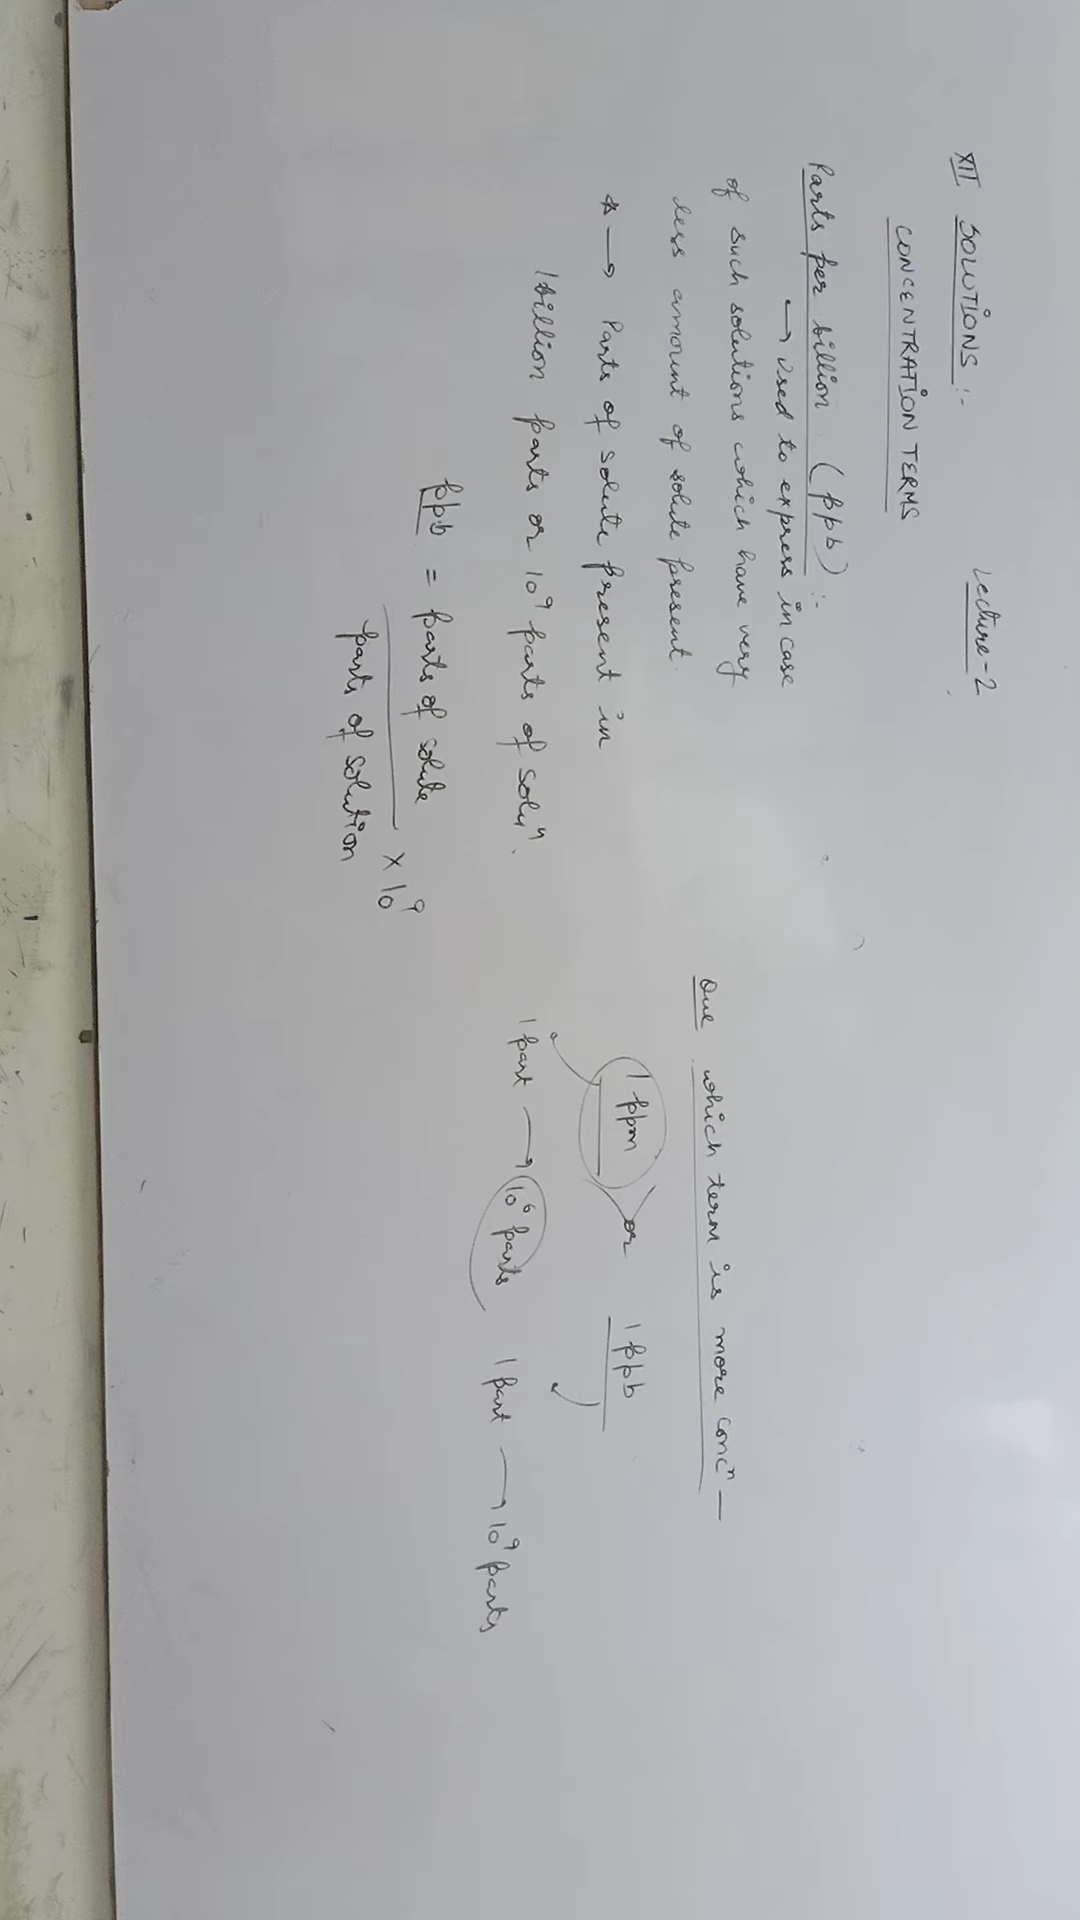 XII SOLUTIONS :- Lecture-2
CONCENTRATION TERMS
Parts per billion (ppb) :-
→ Used to express in case
of such solutions which have very
less amount of solute present.
* → Parts of solute present in
1 billion parts or 10⁹ parts of solnⁿ.
ppb = parts of solute × 10⁹
parts of solution
Que which term is more concⁿ —
1 ppm > or 1 ppb
1 part → 10⁶ parts 1 part → 10⁹ parts